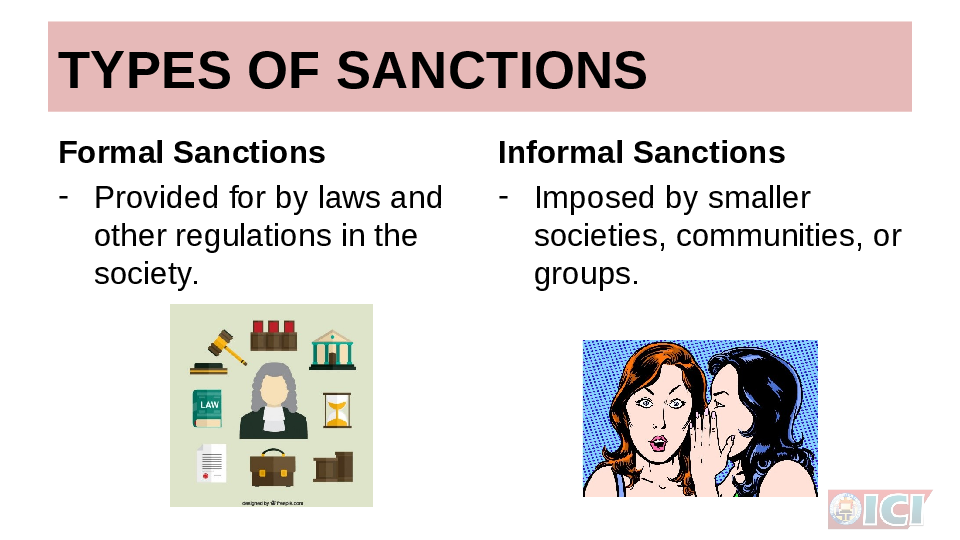 TYPES OF SANCTIONS
Formal Sanctions
- Provided for by laws and
other regulations in the
society.
Informal Sanctions
- Imposed by smaller
societies, communities, or
groups.
LAW
designed by freepik.com
ICI